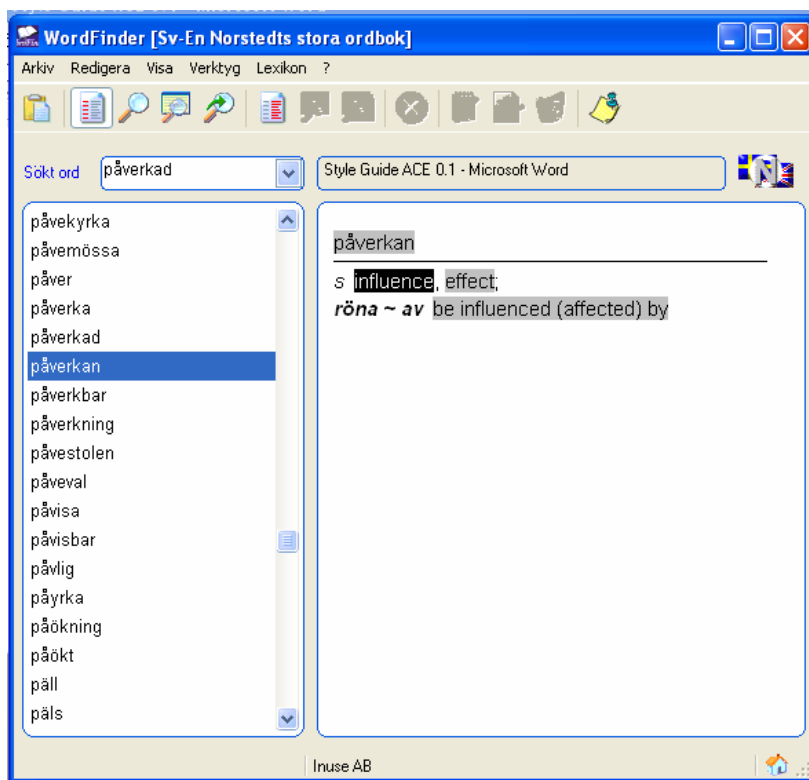 WordFinder [Sv-En Norstedts stora ordbok]
Arkiv Redigera Visa Verktyg Lexikon ?
Sökt ord påverkad Style Guide ACE 0.1 - Microsoft Word N
påvekyrka
påvemössa
påver
påverka
påverkad
påverkan
påverkbar
påverkning
påvestolen
påveval
påvisa
påvisbar
påvlig
påyrka
påökning
påökt
päll
päls
påverkan
s influence, effect;
röna ~ av be influenced (affected) by
Inuse AB